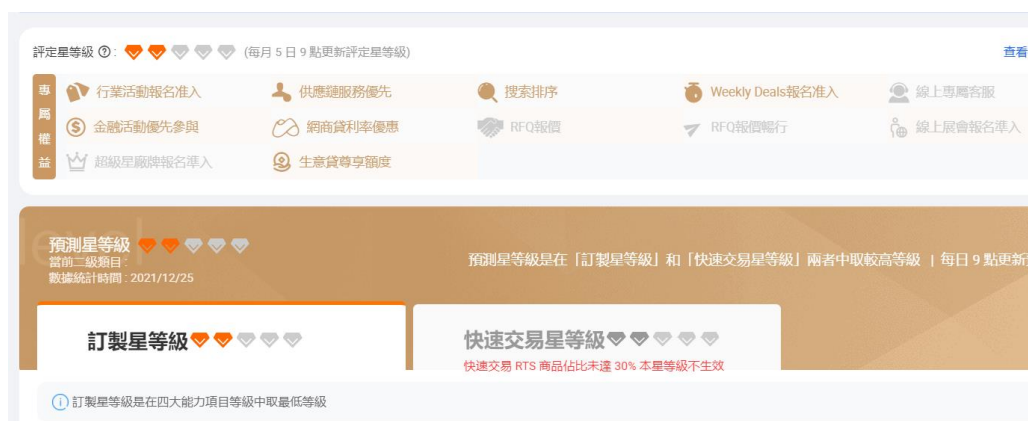 評定星等級 ?: (每月 5 日 9 點更新評定星等級) 查看
專屬權益
行業活動報名准入 供應鏈服務優先 搜索排序 Weekly Deals報名准入 線上專屬客服
金融活動優先參與 網商貸利率優惠 RFQ報價 RFQ報價暢行 線上展會報名準入
超級星廠牌報名準入 生意貸尊享額度
level
預測星等級
當前二級類目:
數據統計時間 : 2021/12/25
預測星等級是在「訂製星等級」和「快速交易星等級」兩者中取較高等級 | 每日 9 點更新
訂製星等級 快速交易星等級
快速交易 RTS 商品佔比未達 30% 本星等級不生效
訂製星等級是在四大能力項目等級中取最低等級